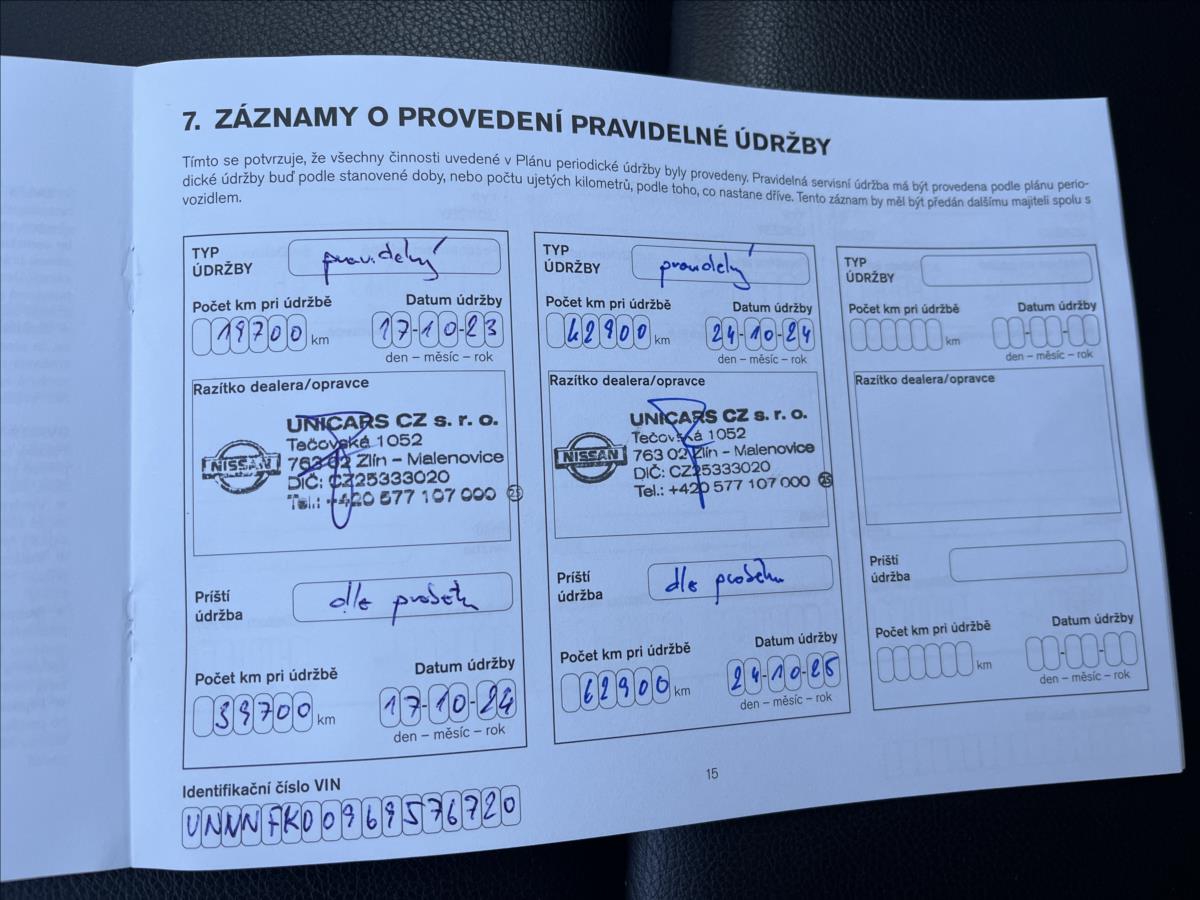 7. ZÁZNAMY O PROVEDENÍ PRAVIDELNÉ ÚDRŽBY
Tímto se potvrzuje, že všechny činnosti uvedené v Plánu periodické údržby byly provedeny. Pravidelná servisní údržba má být provedena podle plánu perio-
dické údržby buď podle stanovené doby, nebo počtu ujetých kilometrů, podle toho, co nastane dříve. Tento záznam by měl být předán dalšímu majiteli spolu s
vozidlem.
TYP
ÚDRŽBY
pravidelný
Počet km pri údržbě
Datum údržby
19700 km
17-10-23
den – měsíc – rok
Razítko dealera/opravce
NISSAN
UNICARS CZ s. r. o.
Tečovská 1052
763 02 Zlín – Malenovice
DIČ: CZ25333020
Tel.: +420 577 107 000 25
Príští
údržba
dle proběhu
Počet km pri údržbě
Datum údržby
39700 km
17-10-24
den – měsíc – rok
TYP
ÚDRŽBY
pravidelný
Počet km pri údržbě
Datum údržby
42900 km
24-10-24
den – měsíc – rok
Razítko dealera/opravce
NISSAN
UNICARS CZ s. r. o.
Tečovská 1052
763 02 Zlín – Malenovice
DIČ: CZ25333020
Tel.: +420 577 107 000 25
Príští
údržba
dle proběhu
Počet km pri údržbě
Datum údržby
62900 km
24-10-25
den – měsíc – rok
TYP
ÚDRŽBY
Počet km pri údržbě
Datum údržby
km
den – měsíc – rok
Razítko dealera/opravce
Príští
údržba
Počet km pri údržbě
Datum údržby
km
den – měsíc – rok
Identifikační číslo VIN
15